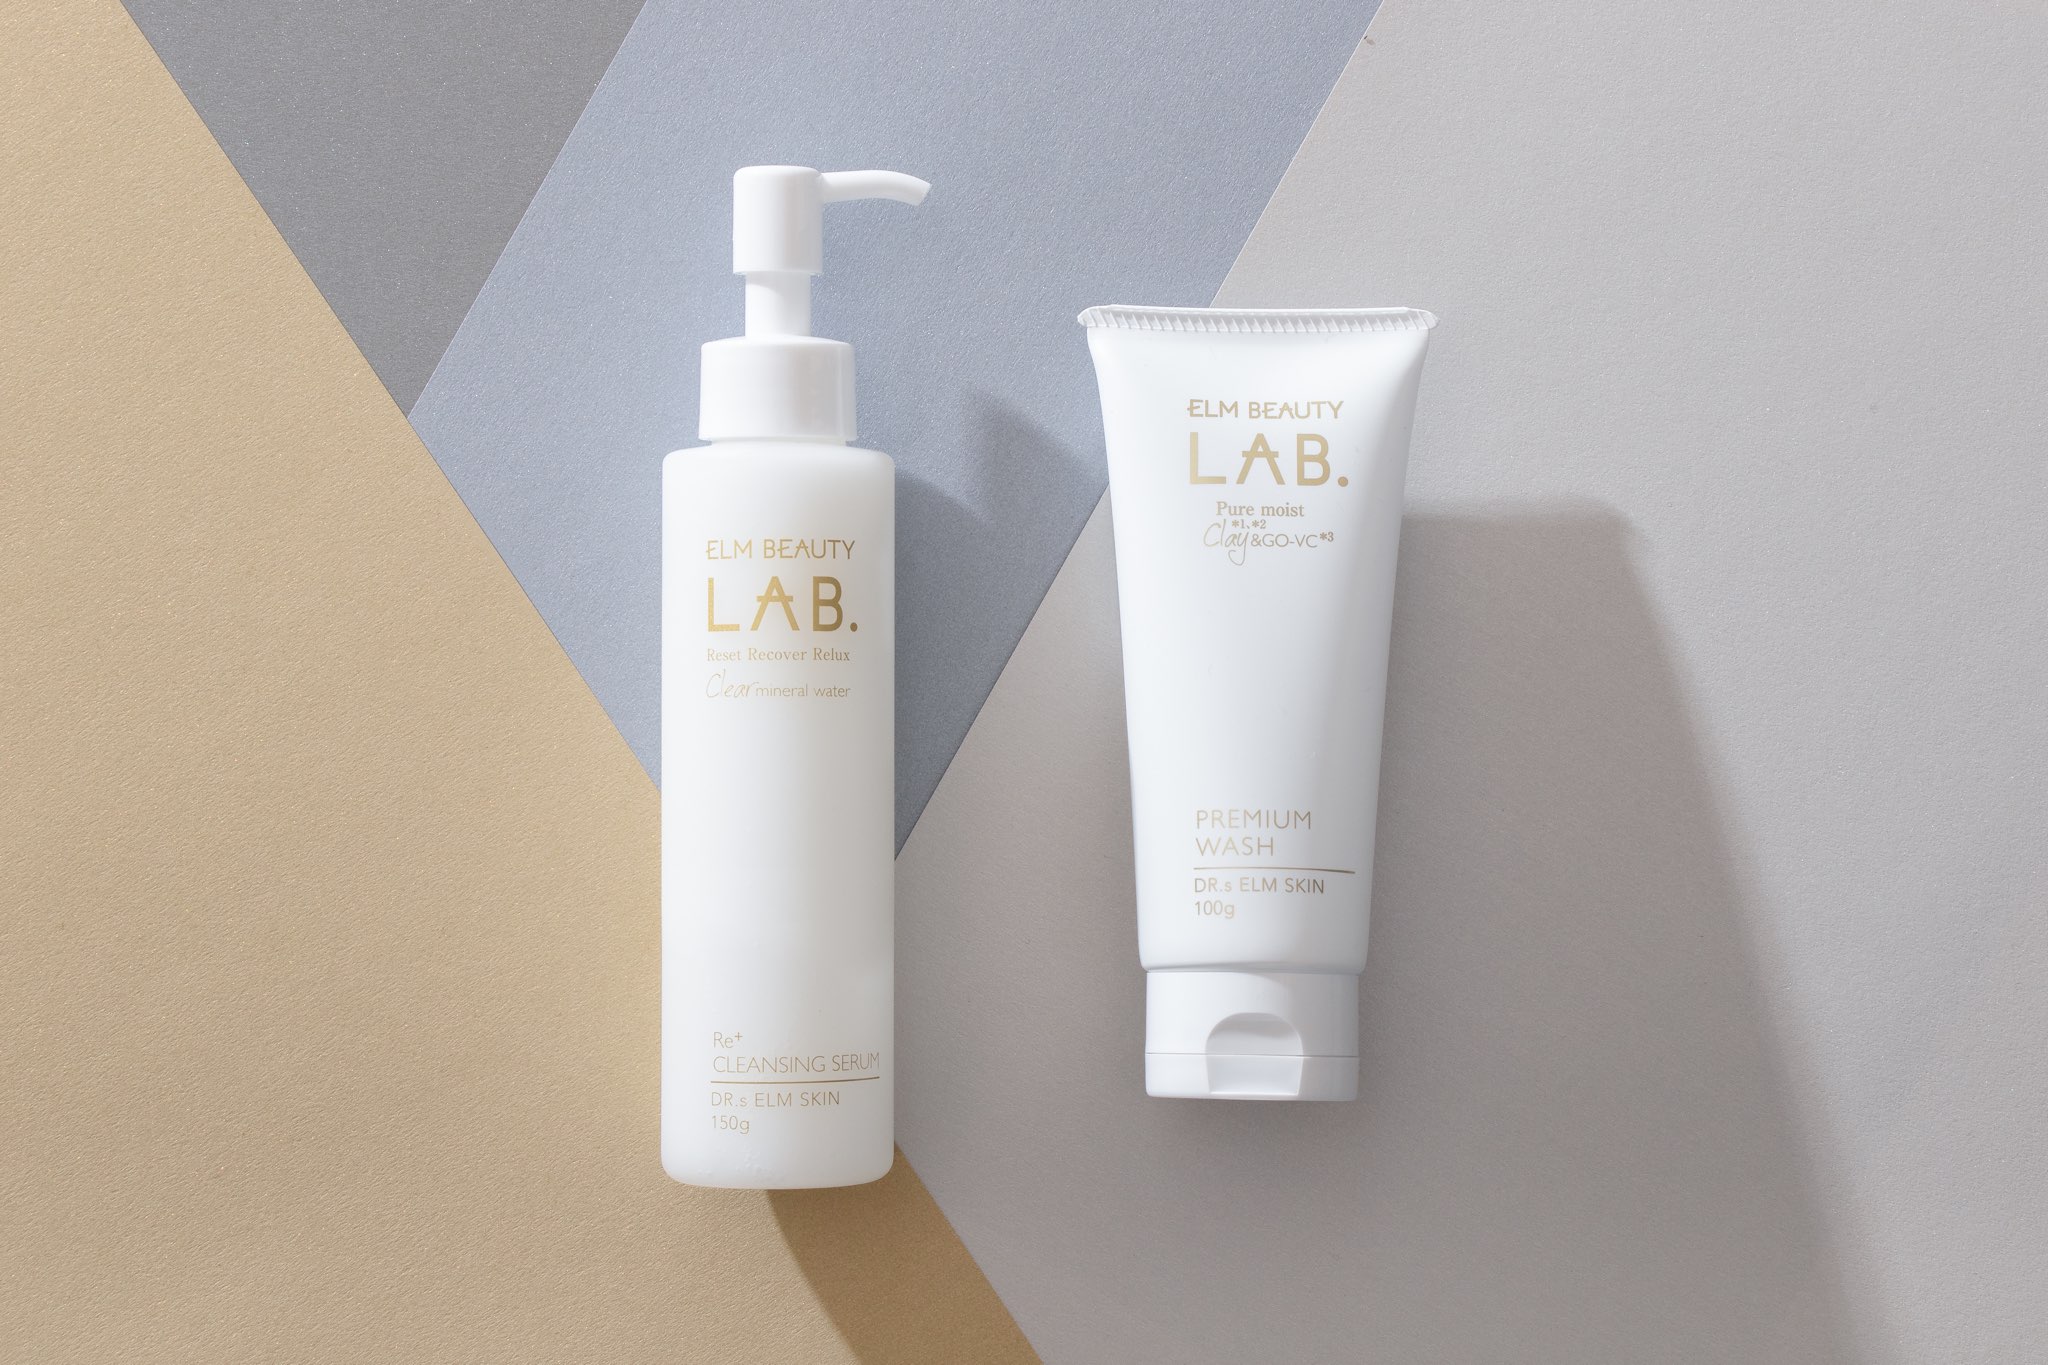 ELM BEAUTY
LAB.
Reset Recover Relux
Clear mineral water
Re+
CLEANSING SERUM
DR.s ELM SKIN
150g
ELM BEAUTY
LAB.
Pure moist
*1、*2
Clay&GO-VC*3
PREMIUM
WASH
DR.s ELM SKIN
100g